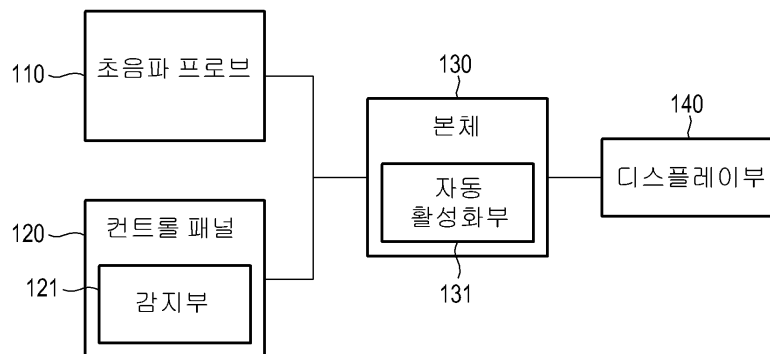 110
초음파 프로브
120
컨트롤 패널
121
감지부
130
본체
자동
활성화부
131
140
디스플레이부